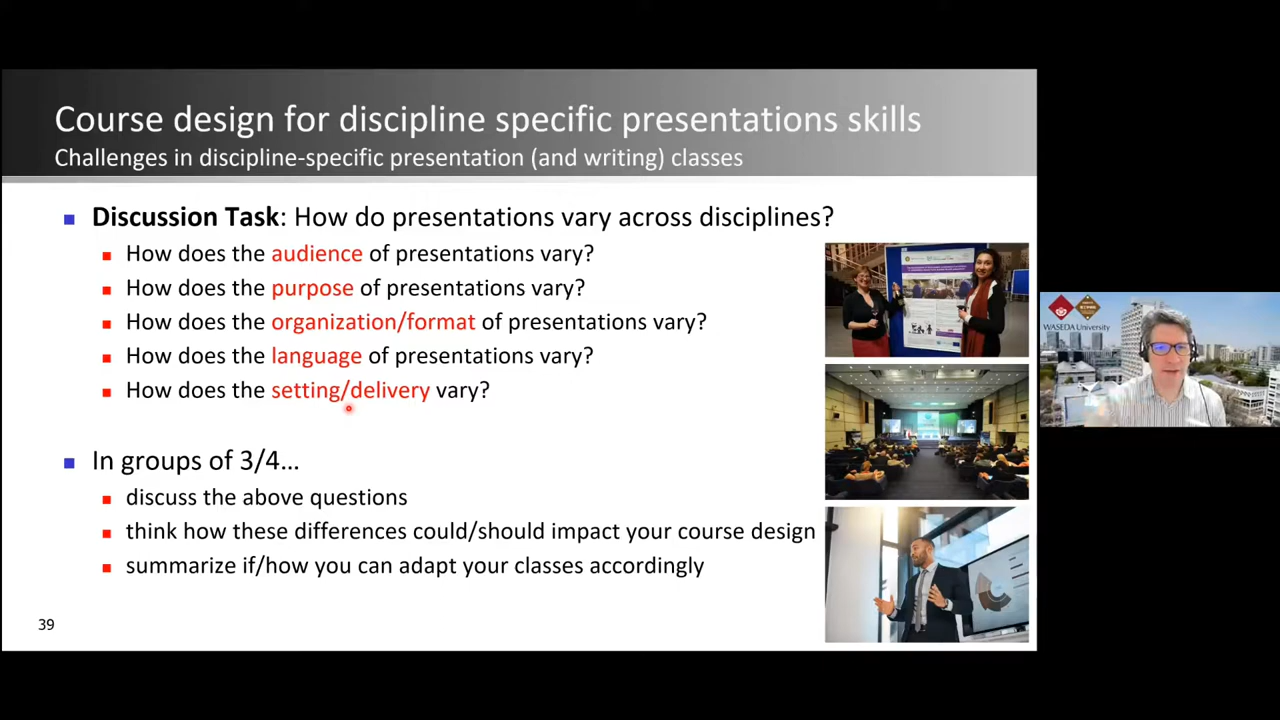 Course design for discipline specific presentations skills
Challenges in discipline-specific presentation (and writing) classes
Discussion Task: How do presentations vary across disciplines?
How does the audience of presentations vary?
How does the purpose of presentations vary?
How does the organization/format of presentations vary?
How does the language of presentations vary?
How does the setting/delivery vary?
In groups of 3/4…
discuss the above questions
think how these differences could/should impact your course design
summarize if/how you can adapt your classes accordingly
39
WASEDA University